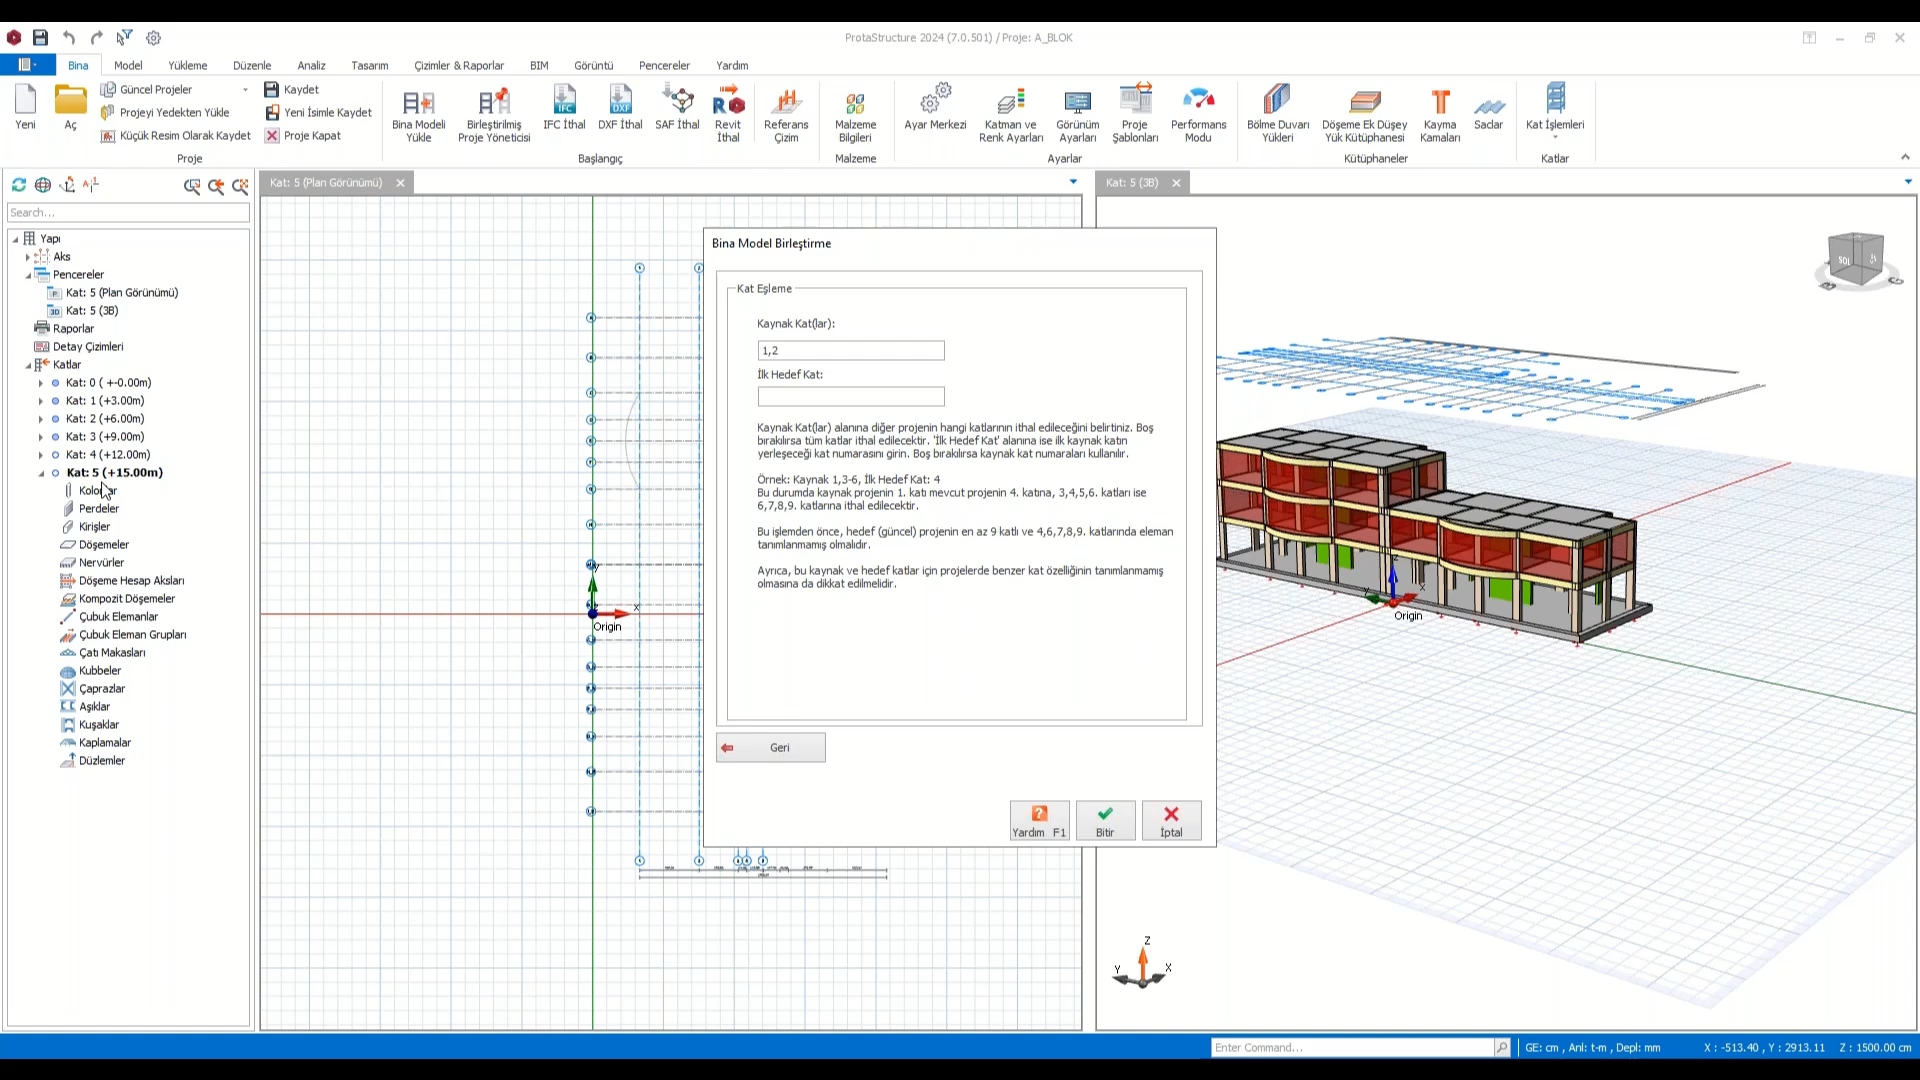 ProtaStructure 2024 (7.0.501) / Proje: A_BLOK
Bina Model Yükleme Düzenle Analiz Tasarım Çizimler & Raporlar BIM Görüntü Pencereler Yardım
Yeni
Aç
Güncel Projeler
Projeyi Yedekten Yükle
Küçük Resim Olarak Kaydet
Kaydet
Yeni İsimle Kaydet
Proje Kapat
Proje
Bina Modeli Yükle
Birleştirilmiş Proje Yöneticisi
IFC İthal
DXF İthal
SAF İthal
Revit İthal
Başlangıç
Referans Çizim
Malzeme Bilgileri
Malzeme
Ayar Merkezi
Katman ve Renk Ayarları
Görünüm Ayarları
Proje Şablonları
Performans Modu
Ayarlar
Bölme Duvarı Yükleri
Döşeme Ek Düşey Yük Kütüphanesi
Kayma Kamaları
Saclar
Kütüphaneler
Kat İşlemleri
Katlar
Search...
Yapı
Aks
Pencereler
Kat: 5 (Plan Görünümü)
Kat: 5 (3B)
Raporlar
Detay Çizimleri
Katlar
Kat: 0 ( +-0.00m)
Kat: 1 (+3.00m)
Kat: 2 (+6.00m)
Kat: 3 (+9.00m)
Kat: 4 (+12.00m)
Kat: 5 (+15.00m)
Kolonlar
Perdeler
Kirişler
Döşemeler
Nervürler
Döşeme Hesap Aksları
Kompozit Döşemeler
Çubuk Elemanlar
Çubuk Eleman Grupları
Çatı Makasları
Kubbeler
Çaprazlar
Aşıklar
Kuşaklar
Kaplamalar
Düzlemler
Kat: 5 (Plan Görünümü)
X
Origin
Bina Model Birleştirme
Kat Eşleme
Kaynak Kat(lar):
1,2
İlk Hedef Kat:
Kaynak Kat(lar) alanına diğer projenin hangi katlarının ithal edileceğini belirtiniz. Boş
bırakılırsa tüm katlar ithal edilecektir. 'İlk Hedef Kat' alanına ise ilk kaynak katın
yerleşeceği kat numarasını girin. Boş bırakılırsa kaynak kat numaraları kullanılır.
Örnek: Kaynak 1,3-6, İlk Hedef Kat: 4
Bu durumda kaynak projenin 1. katı mevcut projenin 4. katına, 3,4,5,6. katları ise
6,7,8,9. katlarına ithal edilecektir.
Bu işlemden önce, hedef (güncel) projenin en az 9 katlı ve 4,6,7,8,9. katlarında eleman
tanımlanmamış olmalıdır.
Ayrıca, bu kaynak ve hedef katlar için projelerde benzer kat özelliğinin tanımlanmamış
olmasına da dikkat edilmelidir.
Geri
Yardım F1
Bitir
İptal
Kat: 5 (3B)
SOL
Origin
Z
Y
X
Enter Command...
GE: cm , Anl: t-m , Depl: mm
X : -513.40 , Y : 2913.11 Z : 1500.00 cm